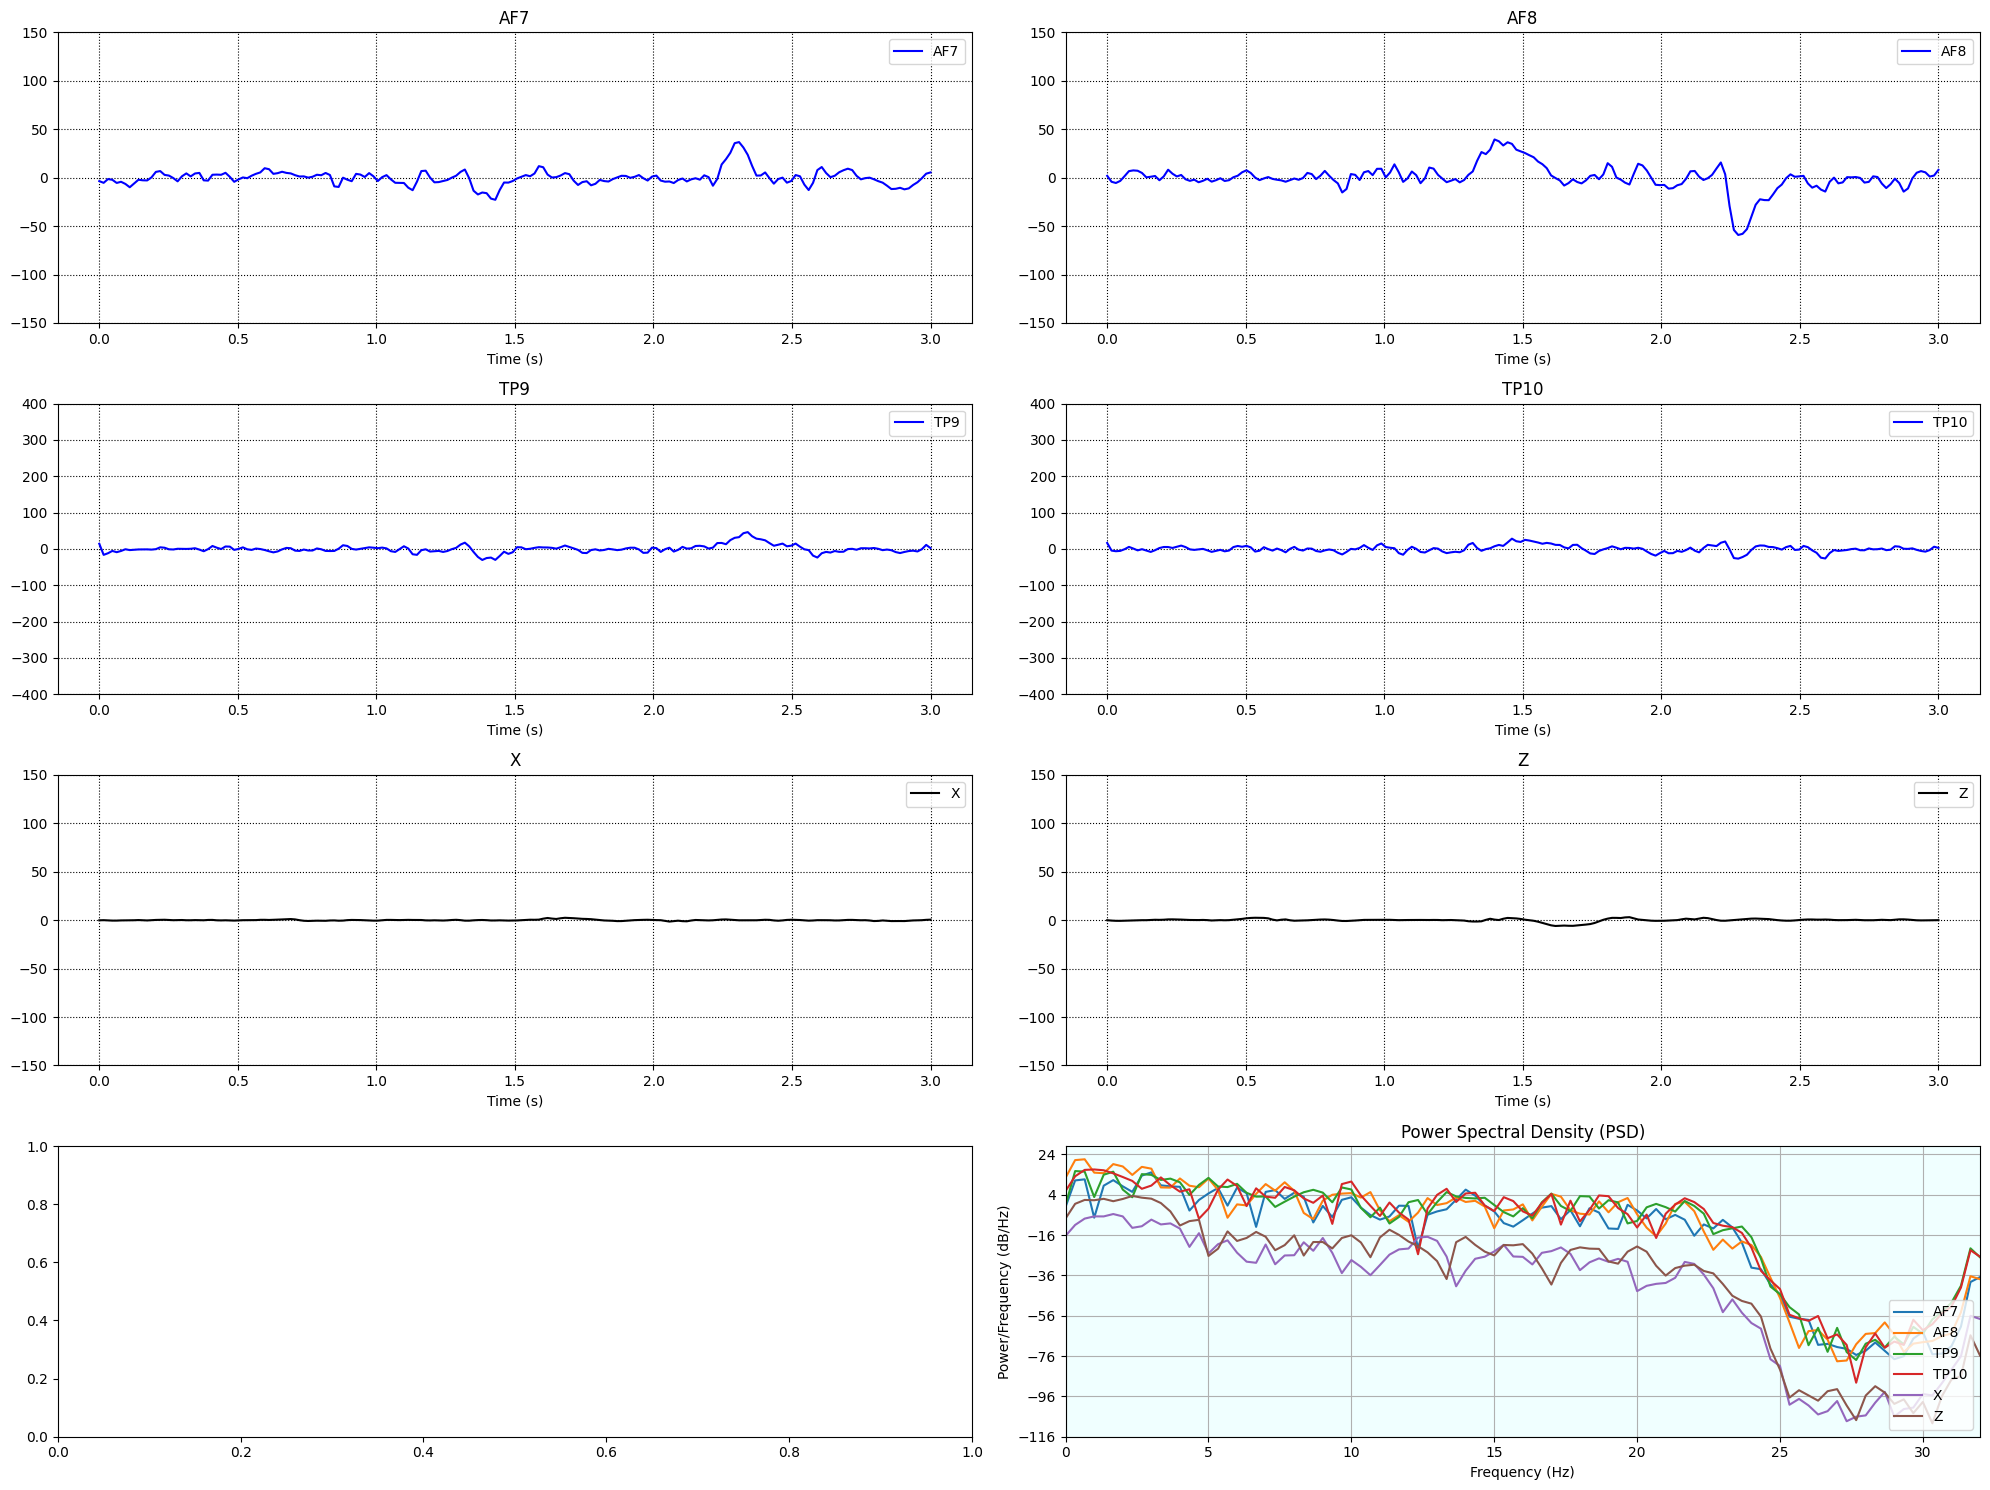 AF7
150
100
50
0
−50
−100
−150
AF7
0.0 0.5 1.0 1.5 2.0 2.5 3.0
Time (s)
AF8
150
100
50
0
−50
−100
−150
AF8
0.0 0.5 1.0 1.5 2.0 2.5 3.0
Time (s)
TP9
400
300
200
100
0
−100
−200
−300
−400
TP9
0.0 0.5 1.0 1.5 2.0 2.5 3.0
Time (s)
TP10
400
300
200
100
0
−100
−200
−300
−400
TP10
0.0 0.5 1.0 1.5 2.0 2.5 3.0
Time (s)
X
150
100
50
0
−50
−100
−150
X
0.0 0.5 1.0 1.5 2.0 2.5 3.0
Time (s)
Z
150
100
50
0
−50
−100
−150
Z
0.0 0.5 1.0 1.5 2.0 2.5 3.0
Time (s)
1.0
0.8
0.6
0.4
0.2
0.0
0.0 0.2 0.4 0.6 0.8 1.0
Power Spectral Density (PSD)
Power/Frequency (dB/Hz)
24
4
−16
−36
−56
−76
−96
−116
AF7
AF8
TP9
TP10
X
Z
0 5 10 15 20 25 30
Frequency (Hz)